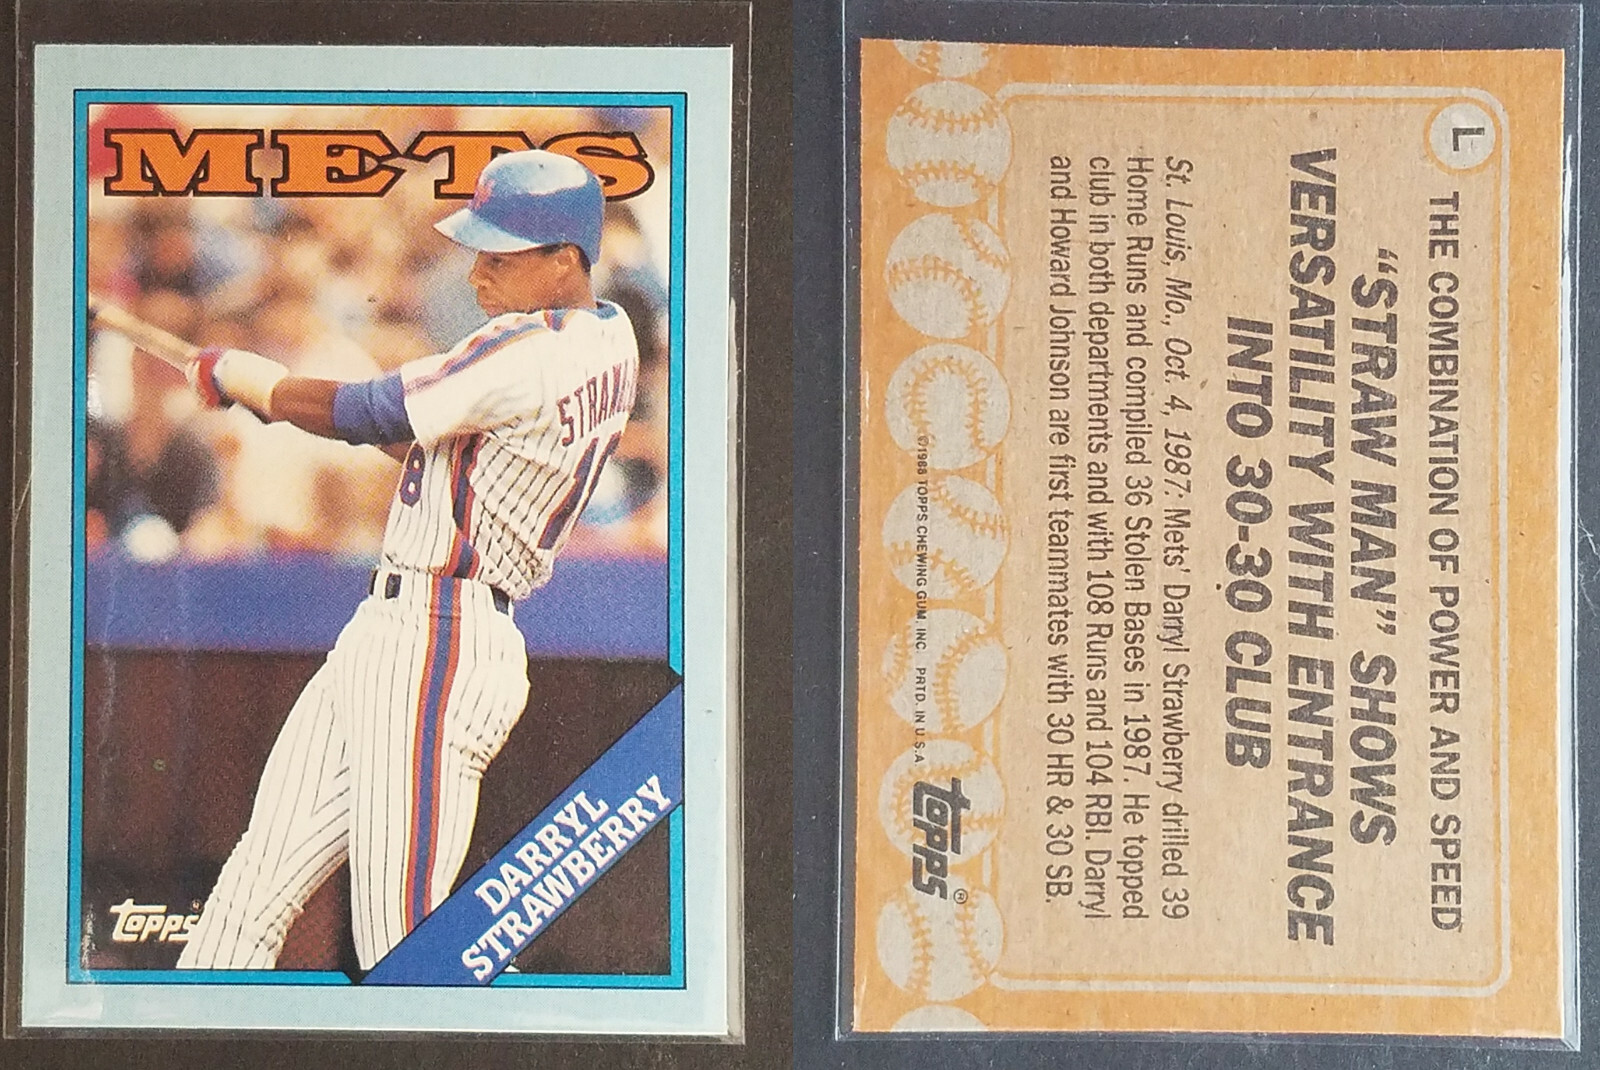 METS
STRAW
8
18
DARRYL
STRAWBERRY
topps®
L
THE COMBINATION OF POWER AND SPEED
“STRAW MAN” SHOWS
VERSATILITY WITH ENTRANCE
INTO 30-30 CLUB
St. Louis, Mo., Oct. 4, 1987: Mets' Darryl Strawberry drilled 39
Home Runs and compiled 36 Stolen Bases in 1987. He topped
club in both departments and with 108 Runs and 104 RBI. Darryl
and Howard Johnson are first teammates with 30 HR & 30 SB.
©1988 TOPPS CHEWING GUM, INC. PRTD. IN U.S.A.
topps®